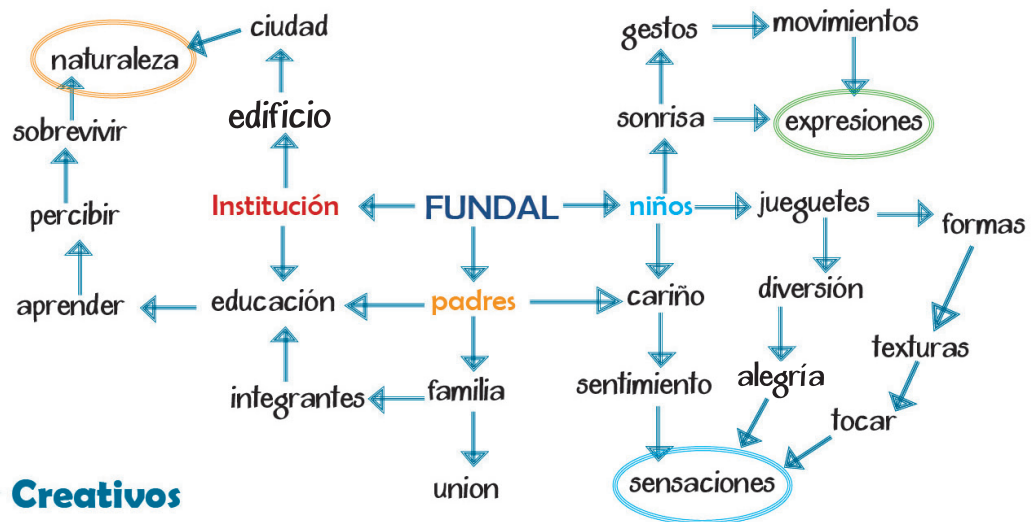 ciudad
gestos
movimientos
naturaleza
edificio
sobrevivir
sonrisa
expresiones
percibir
Institución
FUNDAL
niños
jueguetes
formas
aprender
educación
padres
cariño
diversión
texturas
integrantes
familia
sentimiento
alegría
tocar
union
sensaciones
Creativos